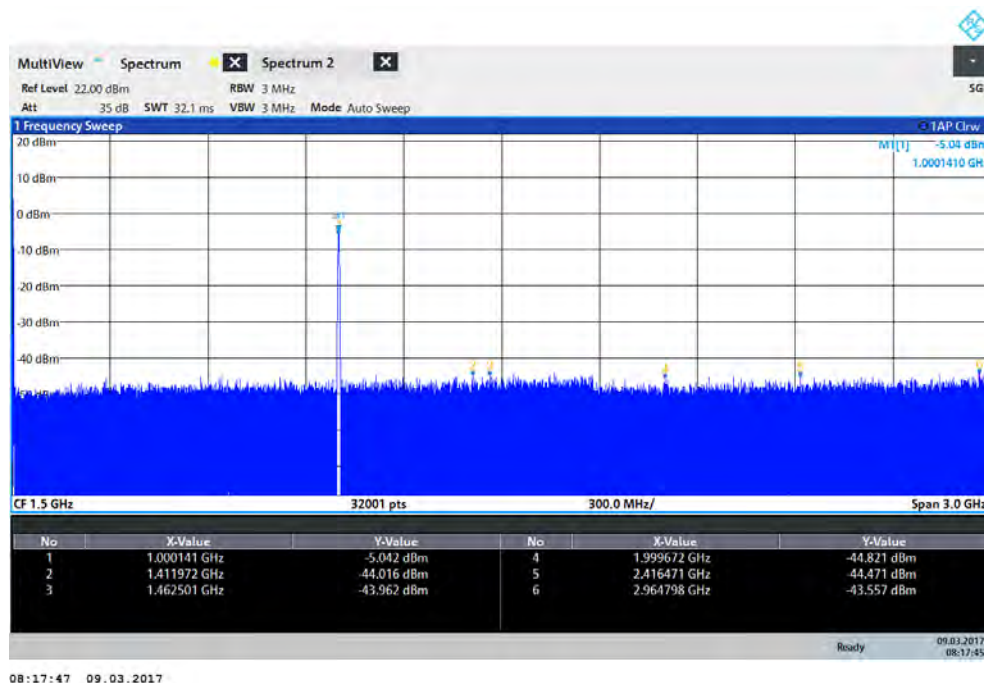 MultiView Spectrum X Spectrum 2 X
Ref Level 22.00 dBm RBW 3 MHz SG
Att 35 dB SWT 32.1 ms VBW 3 MHz Mode Auto Sweep
1 Frequency Sweep 1AP Clrw
20 dBm M1[1] -5.04 dBm
1.0001410 GH
10 dBm
0 dBm
-10 dBm
-20 dBm
-30 dBm
-40 dBm
CF 1.5 GHz 32001 pts 300.0 MHz/ Span 3.0 GHz
No X-Value Y-Value No X-Value Y-Value
1 1.000141 GHz -5.042 dBm 4 1.999672 GHz -44.821 dBm
2 1.411972 GHz -44.016 dBm 5 2.416471 GHz -44.471 dBm
3 1.462501 GHz -43.962 dBm 6 2.964798 GHz -43.557 dBm
Ready 09.03.2017
08:17:45
08:17:47 09.03.2017